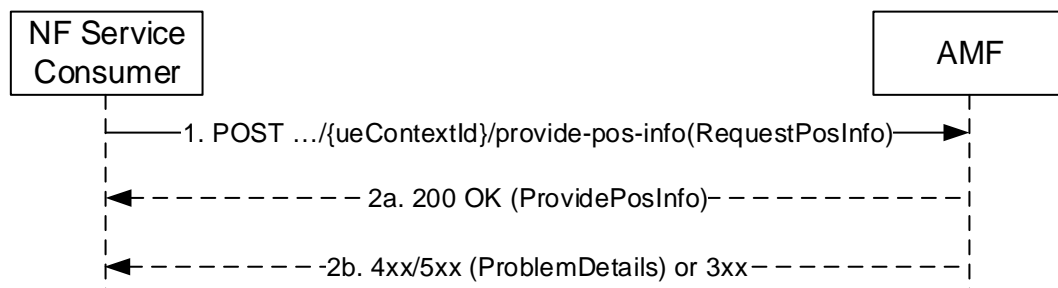 NF Service
Consumer
AMF
1. POST …/{ueContextId}/provide-pos-info(RequestPosInfo)
2a. 200 OK (ProvidePosInfo)
2b. 4xx/5xx (ProblemDetails) or 3xx